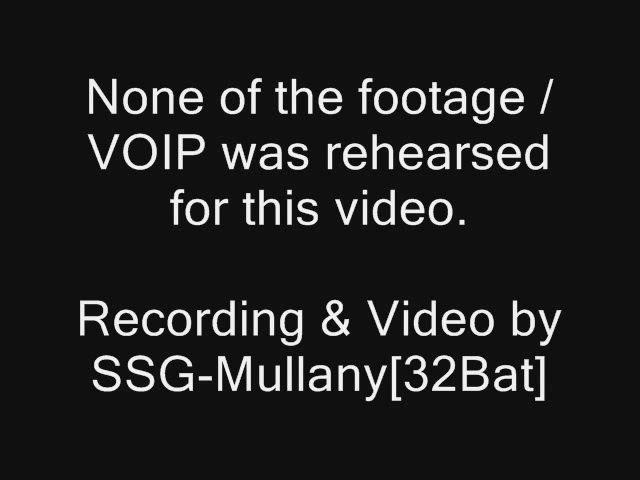 None of the footage /
VOIP was rehearsed
for this video.
Recording & Video by
SSG-Mullany[32Bat]